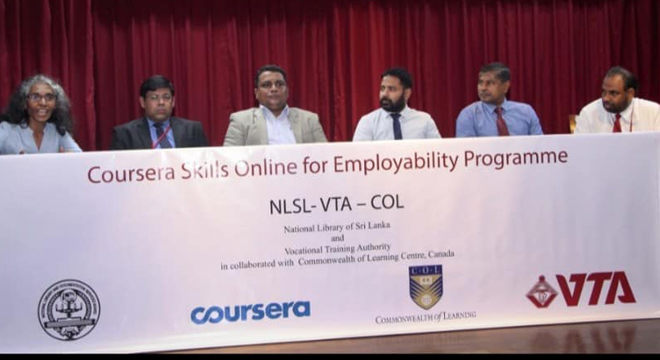 Coursera Skills Online for Employability Programme
NLSL- VTA – COL
National Library of Sri Lanka
and
Vocational Training Authority
in collaborated with Commonwealth of Learning Centre, Canada
coursera
C·O·L
COMMONWEALTH of LEARNING
VTA